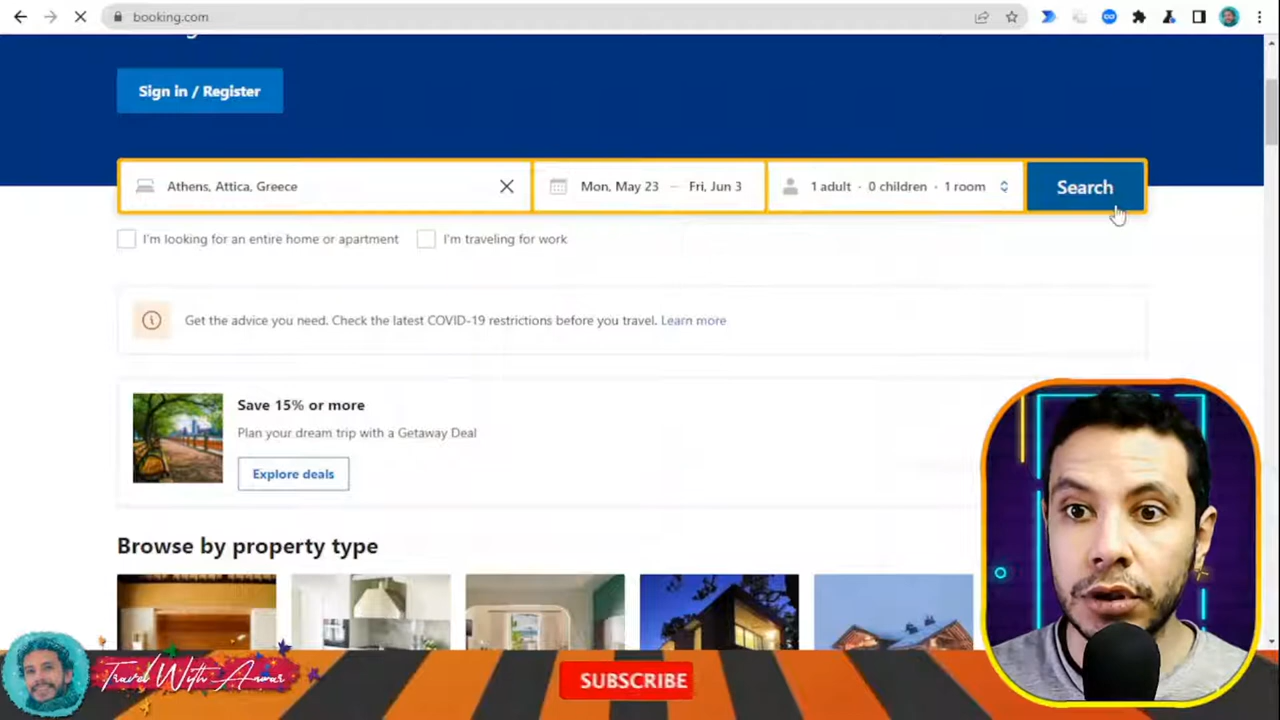 booking.com
Sign in / Register
Athens, Attica, Greece
Mon, May 23 — Fri, Jun 3
1 adult · 0 children · 1 room
Search
I'm looking for an entire home or apartment
I'm traveling for work
Get the advice you need. Check the latest COVID-19 restrictions before you travel. Learn more
Save 15% or more
Plan your dream trip with a Getaway Deal
Explore deals
Browse by property type
Travel With Anwar
SUBSCRIBE